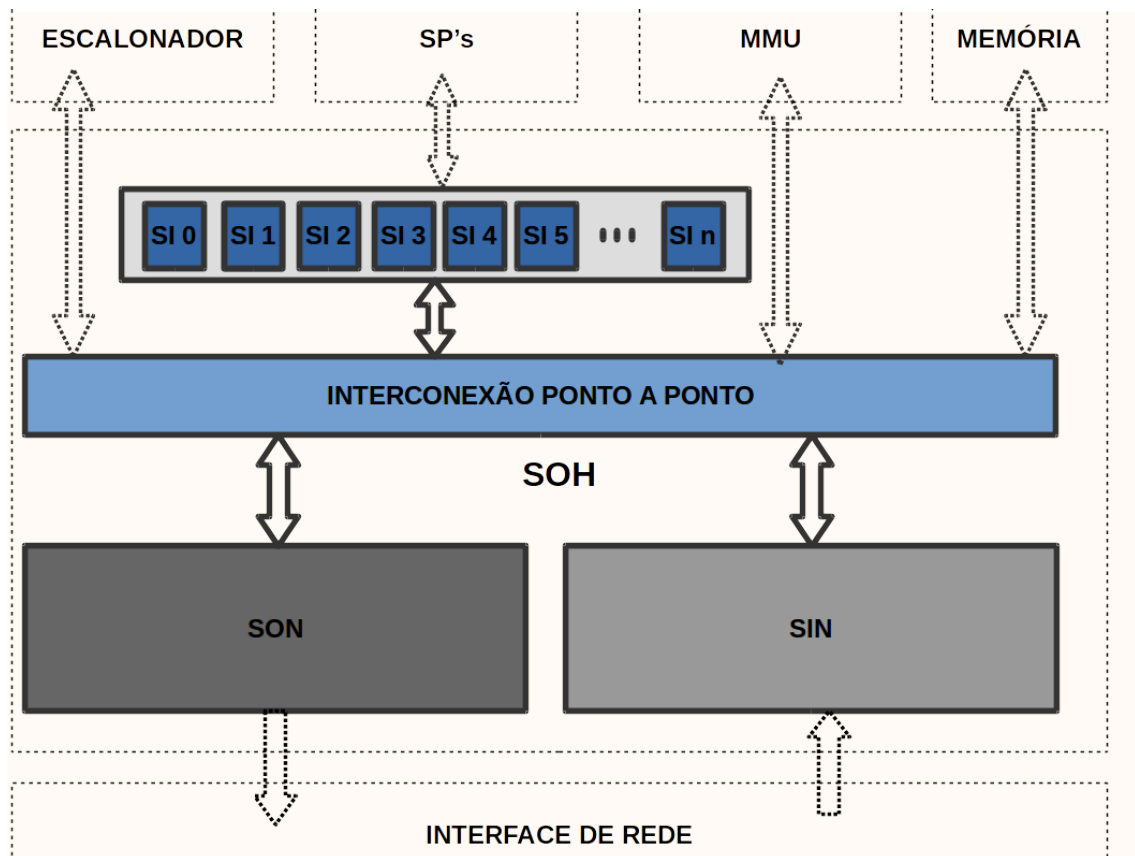 ESCALONADOR
SP's
MMU
MEMÓRIA
SI 0
SI 1
SI 2
SI 3
SI 4
SI 5
...
SI n
INTERCONEXÃO PONTO A PONTO
SOH
SON
SIN
INTERFACE DE REDE